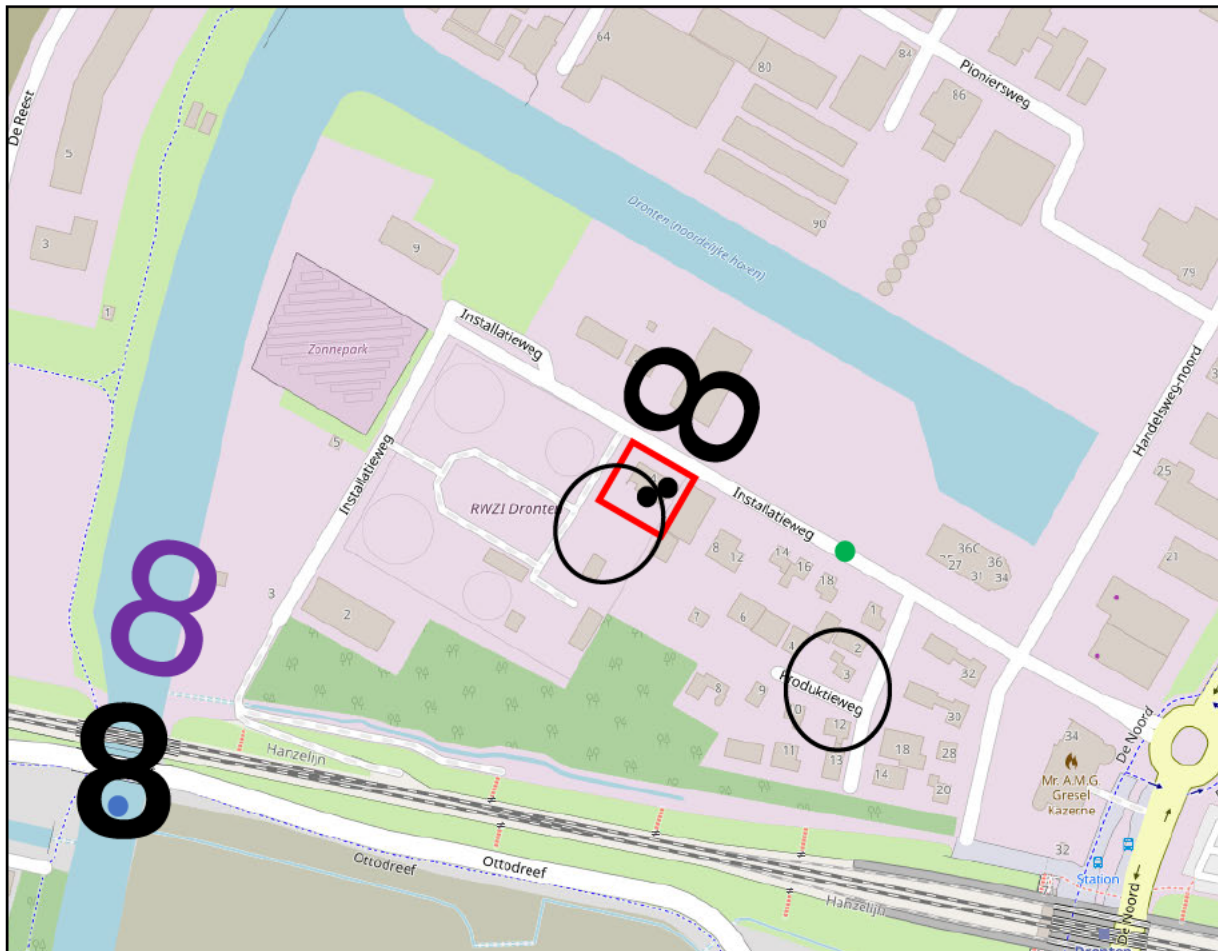 64
84
80
Pioniersweg
86
De Reest
5
Dronten (noordelijke haven)
90
3
9
79
1
Installatieweg
Zonnepark
Handelsweg-noord
8
5
25
Installatieweg
RWZI Dronten
Installatieweg
8
12
14
16
18
36C
36
27
31
34
21
8
3
2
7
6
1
4
2
3
32
8
9
Produktieweg
10
12
30
De Noord
34
8
Hanzelijn
11
13
18
28
14
20
Mr. A.M.G.
Gresel
kazerne
32
Ottodreef
Ottodreef
Station
Hanzelijn
De Noord
Dronten